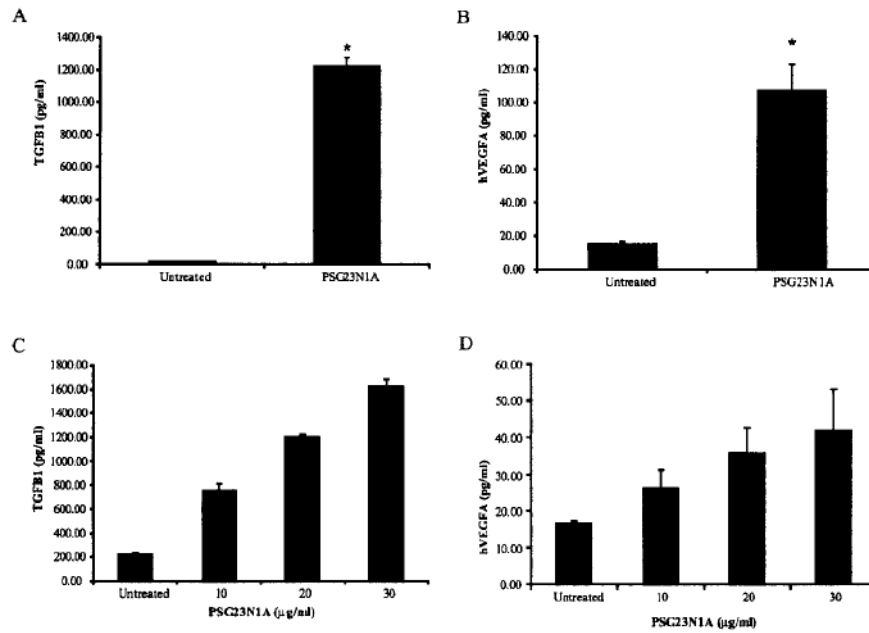 A
TGFB1 (pg/ml)
1400.00
1200.00
1000.00
800.00
600.00
400.00
200.00
0.00
*
Untreated PSG23N1A
B
hVEGFA (pg/ml)
140.00
120.00
100.00
80.00
60.00
40.00
20.00
0.00
*
Untreated PSG23N1A
C
TGFB1 (pg/ml)
1800.00
1600.00
1400.00
1200.00
1000.00
800.00
600.00
400.00
200.00
0.00
Untreated 10 20 30
PSG23N1A (µg/ml)
D
hVEGFA (pg/ml)
60.00
50.00
40.00
30.00
20.00
10.00
0.00
Untreated 10 20 30
PSG23N1A (µg/ml)